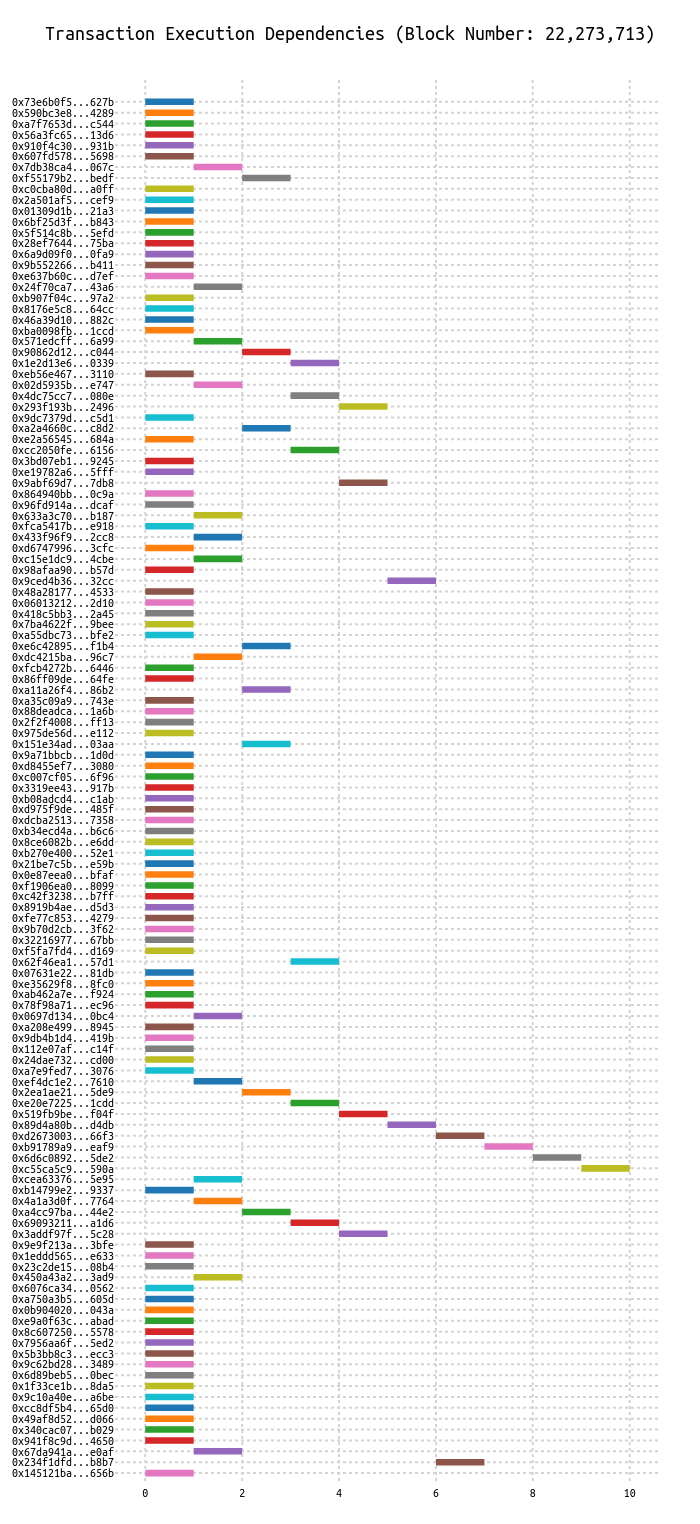 Transaction Execution Dependencies (Block Number: 22,273,713)
0x73e6b0f5...627b
0x590bc3e8...4289
0xa7f7653d...c544
0x56a3fc65...13d6
0x910f4c30...931b
0x607fd578...5698
0x7db38ca4...067c
0xf55179b2...bedf
0xc0cba80d...a0ff
0x2a501af5...cef9
0x01309d1b...21a3
0x6bf25d3f...b843
0x5f514c8b...5efd
0x28ef7644...75ba
0x6a9d09f0...0fa9
0x9b552266...b411
0xe637b60c...d7ef
0x24f70ca7...43a6
0xb907f04c...97a2
0x8176e5c8...64cc
0x46a39d10...882c
0xba0098fb...1ccd
0x571edcff...6a99
0x90862d12...c044
0x1e2d13e6...0339
0xeb56e467...3110
0x02d5935b...e747
0x4dc75cc7...080e
0x293f193b...2496
0x9dc7379d...c5d1
0xa2a4660c...c8d2
0xe2a56545...684a
0xcc2050fe...6156
0x3bd07eb1...9245
0xe19782a6...5fff
0x9abf69d7...7db8
0x864940bb...0c9a
0x96fd914a...dcaf
0x633a3c70...b187
0xfca5417b...e918
0x433f96f9...2cc8
0xd6747996...3cfc
0xc15e1dc9...4cbe
0x98afaa90...b57d
0x9ced4b36...32cc
0x48a28177...4533
0x06013212...2d10
0x418c5bb3...2a45
0x7ba4622f...9bee
0xa55dbc73...bfe2
0xe6c42895...f1b4
0xdc4215ba...96c7
0xfcb4272b...6446
0x86ff09de...64fe
0xa11a26f4...86b2
0xa35c09a9...743e
0x88deadca...1a6b
0x2f2f4008...ff13
0x975de56d...e112
0x151e34ad...03aa
0x9a71bbcb...1d0d
0xd8455ef7...3080
0xc007cf05...6f96
0x3319ee43...917b
0xb08adcd4...c1ab
0xd975f9de...485f
0xdcba2513...7358
0xb34ecd4a...b6c6
0x8ce6082b...e6dd
0xb270e400...52e1
0x21be7c5b...e59b
0x0e87eea0...bfaf
0xf1906ea0...8099
0xc42f3238...b7ff
0x8919b4ae...d5d3
0xfe77c853...4279
0x9b70d2cb...3f62
0x32216977...67bb
0xf5fa7fd4...d169
0x62f46ea1...57d1
0x07631e22...81db
0xe35629f8...8fc0
0xab462a7e...f924
0x78f98a71...ec96
0x0697d134...0bc4
0xa208e499...8945
0x9db4b1d4...419b
0x112e07af...c14f
0x24dae732...cd00
0xa7e9fed7...3076
0xef4dc1e2...7610
0x2ea1ae21...5de9
0xe20e7225...1cdd
0x519fb9be...f04f
0x89d4a80b...d4db
0xd2673003...66f3
0xb91789a9...eaf9
0x6d6c0892...5de2
0xc55ca5c9...590a
0xcea63376...5e95
0xb14799e2...9337
0x4a1a3d0f...7764
0xa4cc97ba...44e2
0x69093211...a1d6
0x3addf97f...5c28
0x9e9f213a...3bfe
0x1eddd565...e633
0x23c2de15...08b4
0x450a43a2...3ad9
0x6076ca34...0562
0xa750a3b5...605d
0x0b904020...043a
0xe9a0f63c...abad
0x8c607250...5578
0x7956aa6f...5ed2
0x5b3bb8c3...ecc3
0x9c62bd28...3489
0x6d89beb5...0bec
0x1f33ce1b...8da5
0x9c10a40e...a6be
0xcc8df5b4...65d0
0x49af8d52...d066
0x340cac07...b029
0x941f8c9d...4650
0x67da941a...e0af
0x234f1dfd...b8b7
0x145121ba...656b
0 2 4 6 8 10